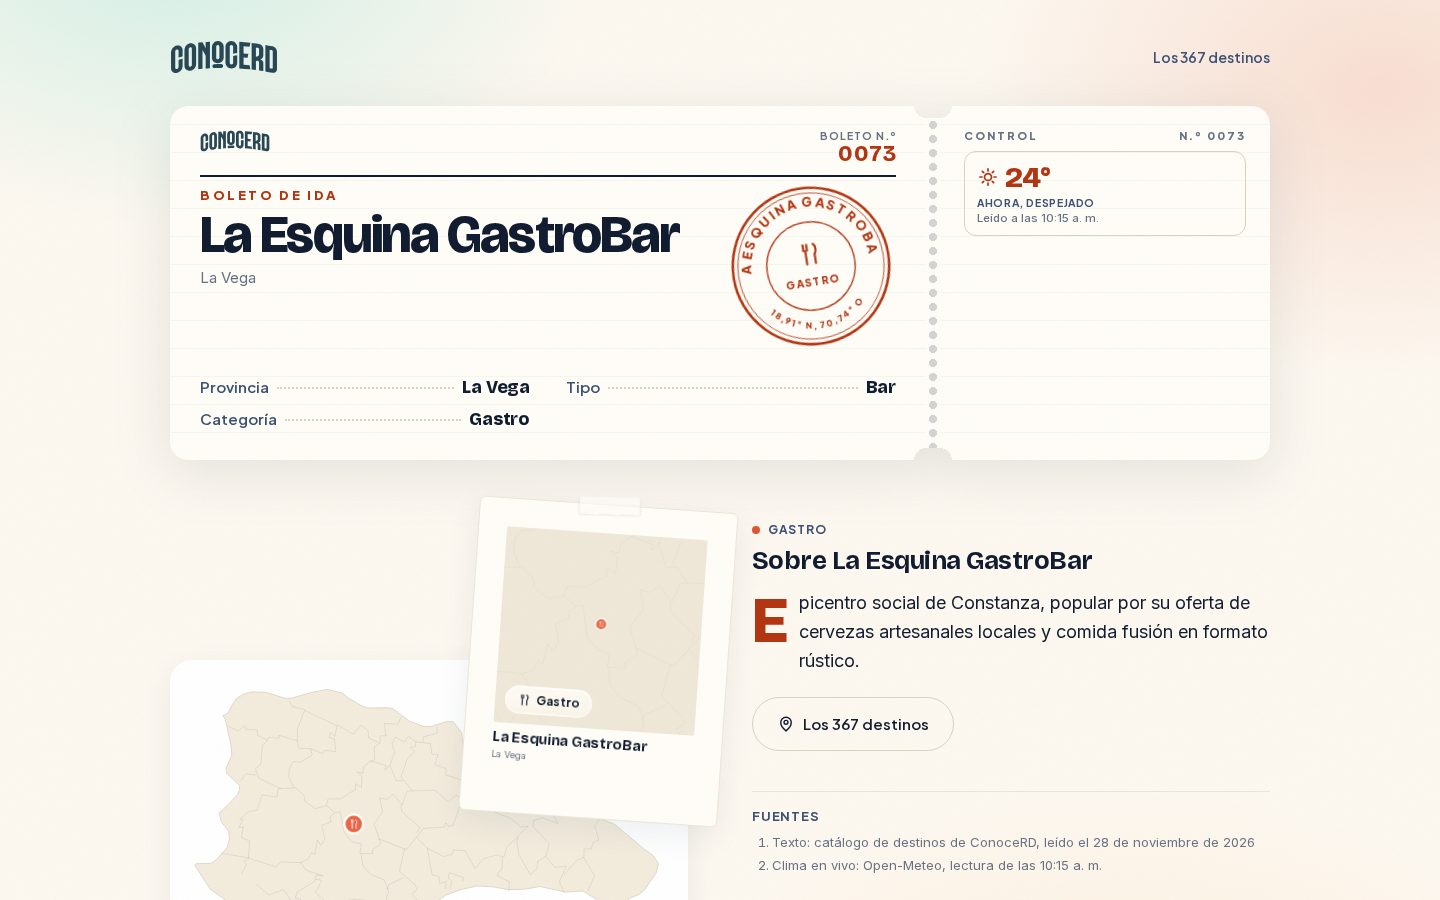 CONOCERD
Los 367 destinos
CONOCERD
BOLETO N.º
0073
BOLETO DE IDA
La Esquina GastroBar
La Vega
A ESQUINA GASTROBA
GASTRO
18,91° N, 70,74° O
Provincia La Vega
Tipo Bar
Categoría Gastro
CONTROL N.º 0073
24°
AHORA, DESPEJADO
Leído a las 10:15 a. m.
Gastro
La Esquina GastroBar
La Vega
GASTRO
Sobre La Esquina GastroBar
Epicentro social de Constanza, popular por su oferta de
cervezas artesanales locales y comida fusión en formato
rústico.
Los 367 destinos
FUENTES
1. Texto: catálogo de destinos de ConoceRD, leído el 28 de noviembre de 2026
2. Clima en vivo: Open-Meteo, lectura de las 10:15 a. m.